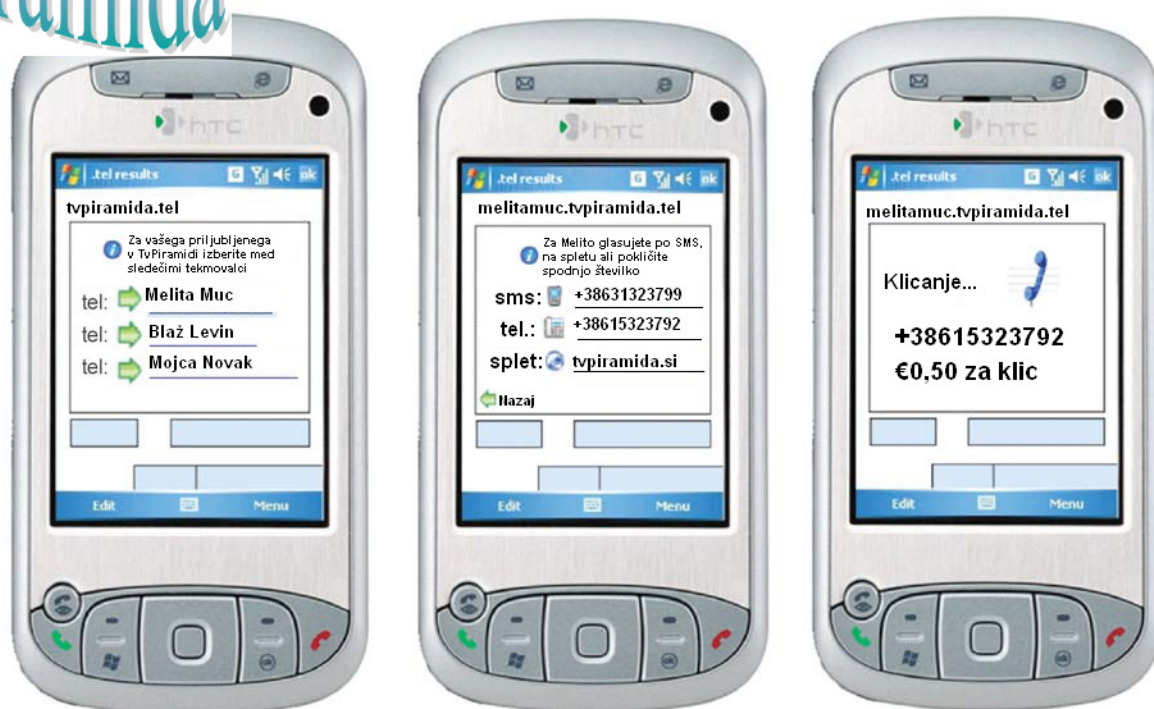 hTC
.tel results
G
ok
tvpiramida.tel
Za vašega priljubljenega
v TvPiramidi izberite med
sledečimi tekmovalci
tel: Melita Muc
tel: Blaž Levin
tel: Mojca Novak
Edit Menu
ok
hTC
.tel results
G
ok
melitamuc.tvpiramida.tel
Za Melito glasujete po SMS,
na spletu ali pokličite
spodnjo številko
sms: +38631323799
tel.: +38615323792
splet: tvpiramida.si
Nazaj
Edit Menu
ok
hTC
.tel results
G
ok
melitamuc.tvpiramida.tel
Klicanje...
+38615323792
€0,50 za klic
Edit Menu
ok